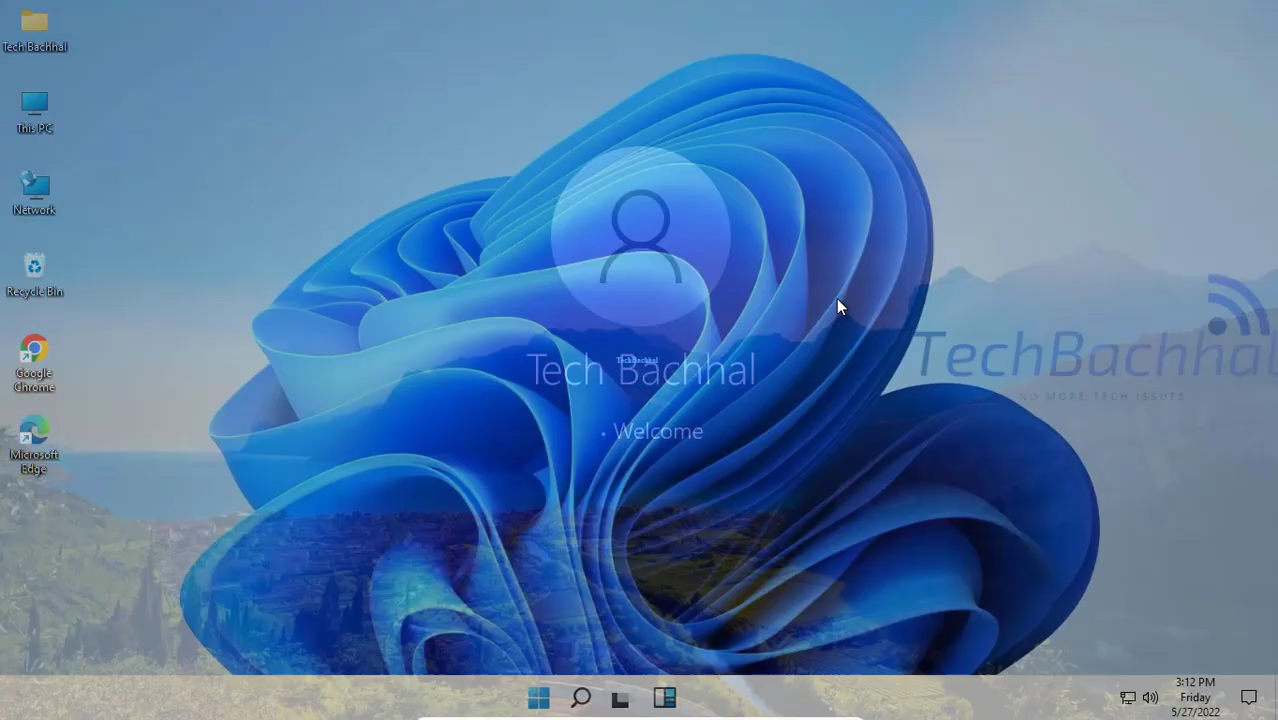 Tech Bachhal
This PC
Network
Recycle Bin
Google
Chrome
Microsoft
Edge
TechBachhal
Tech Bachhal
Welcome
TechBachhal
NO MORE TECH ISSUES
3:12 PM
Friday
5/27/2022